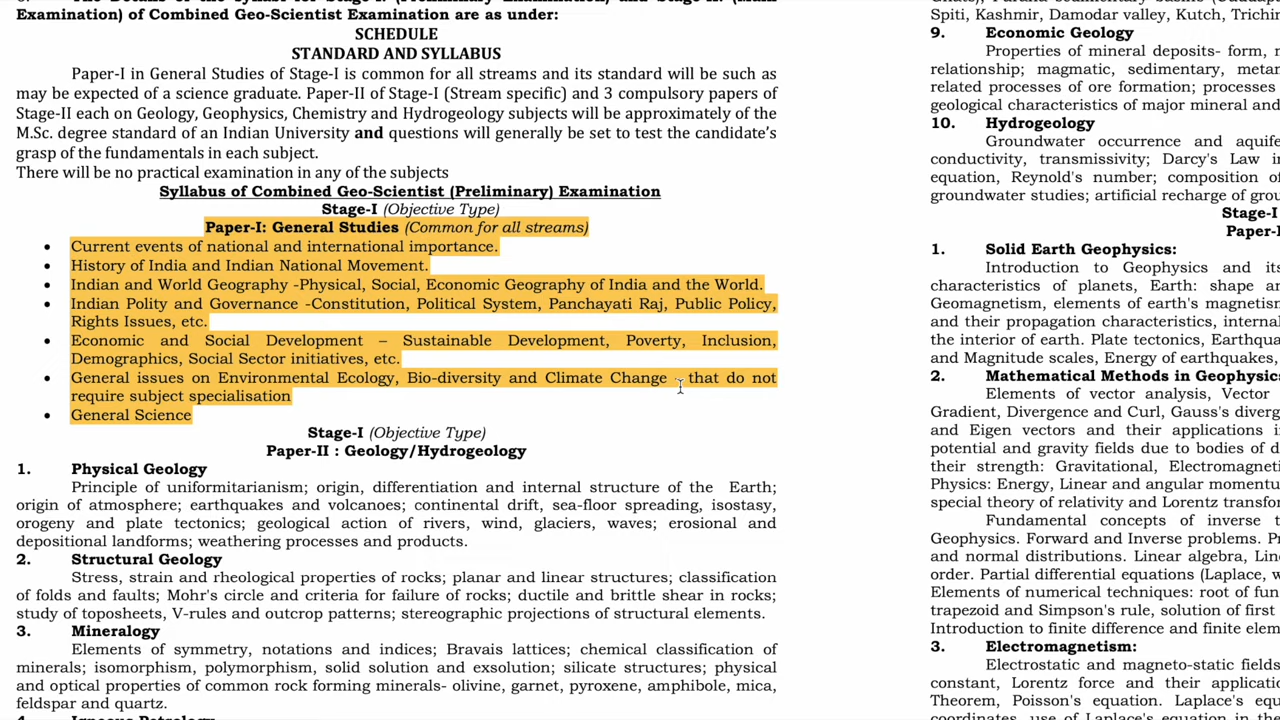 Examination) of Combined Geo-Scientist Examination are as under:
SCHEDULE
STANDARD AND SYLLABUS
Paper-I in General Studies of Stage-I is common for all streams and its standard will be such as
may be expected of a science graduate. Paper-II of Stage-I (Stream specific) and 3 compulsory papers of
Stage-II each on Geology, Geophysics, Chemistry and Hydrogeology subjects will be approximately of the
M.Sc. degree standard of an Indian University and questions will generally be set to test the candidate's
grasp of the fundamentals in each subject.
There will be no practical examination in any of the subjects
Syllabus of Combined Geo-Scientist (Preliminary) Examination
Stage-I (Objective Type)
Paper-I: General Studies (Common for all streams)
• Current events of national and international importance.
• History of India and Indian National Movement.
• Indian and World Geography -Physical, Social, Economic Geography of India and the World.
• Indian Polity and Governance -Constitution, Political System, Panchayati Raj, Public Policy,
Rights Issues, etc.
• Economic and Social Development – Sustainable Development, Poverty, Inclusion,
Demographics, Social Sector initiatives, etc.
• General issues on Environmental Ecology, Bio-diversity and Climate Change - that do not
require subject specialisation
• General Science
Stage-I (Objective Type)
Paper-II : Geology/Hydrogeology
1. Physical Geology
Principle of uniformitarianism; origin, differentiation and internal structure of the Earth;
origin of atmosphere; earthquakes and volcanoes; continental drift, sea-floor spreading, isostasy,
orogeny and plate tectonics; geological action of rivers, wind, glaciers, waves; erosional and
depositional landforms; weathering processes and products.
2. Structural Geology
Stress, strain and rheological properties of rocks; planar and linear structures; classification
of folds and faults; Mohr's circle and criteria for failure of rocks; ductile and brittle shear in rocks;
study of toposheets, V-rules and outcrop patterns; stereographic projections of structural elements.
3. Mineralogy
Elements of symmetry, notations and indices; Bravais lattices; chemical classification of
minerals; isomorphism, polymorphism, solid solution and exsolution; silicate structures; physical
and optical properties of common rock forming minerals- olivine, garnet, pyroxene, amphibole, mica,
feldspar and quartz.
Spiti, Kashmir, Damodar valley, Kutch,
9. Economic Geology
Properties of mineral deposits- form,
relationship; magmatic, sedimentary,
related processes of ore formation; processes
geological characteristics of major mineral and
10. Hydrogeology
Groundwater occurrence and
conductivity, transmissivity; Darcy's Law in
equation, Reynold's number; composition of
groundwater studies; artificial recharge of
Stage-I
1. Solid Earth Geophysics:
Introduction to Geophysics and its
characteristics of planets, Earth: shape
Geomagnetism, elements of earth's magnetism
and their propagation characteristics,
the interior of earth. Plate tectonics,
and Magnitude scales, Energy of earthquakes,
2. Mathematical Methods in Geophysics
Elements of vector analysis, Vector
Gradient, Divergence and Curl, Gauss's
and Eigen vectors and their applications
potential and gravity fields due to bodies of
their strength: Gravitational,
Physics: Energy, Linear and angular
special theory of relativity and Lorentz
Fundamental concepts of inverse
Geophysics. Forward and Inverse problems.
and normal distributions. Linear algebra,
order. Partial differential equations (Laplace,
Elements of numerical techniques: root of
trapezoid and Simpson's rule, solution of first
Introduction to finite difference and finite
3. Electromagnetism:
Electrostatic and magneto-static fields
constant, Lorentz force and their
Theorem, Poisson's equation. Laplace's
coordinates, use of Laplace's equation in